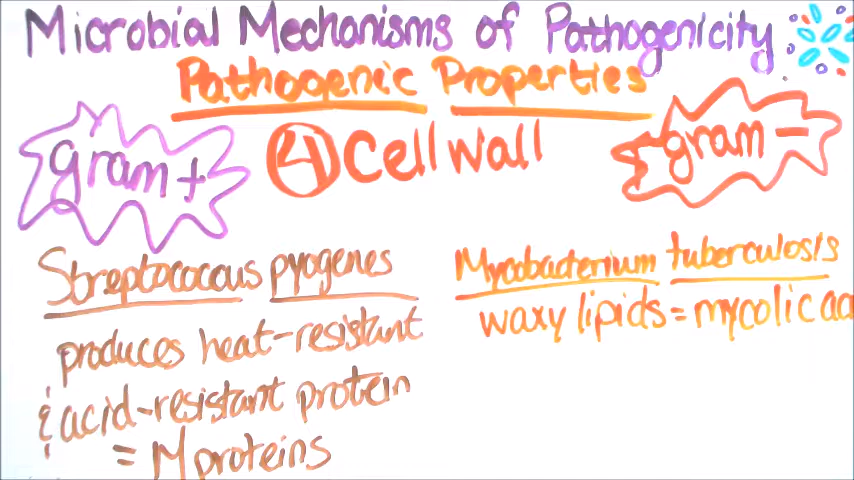 Microbial Mechanisms of Pathogenicity
Pathogenic Properties
gram +
④ Cell Wall
gram -
Streptococcus pyogenes
produces heat-resistant
& acid-resistant protein
= M proteins
Mycobacterium tuberculosis
waxy lipids = mycolic ac